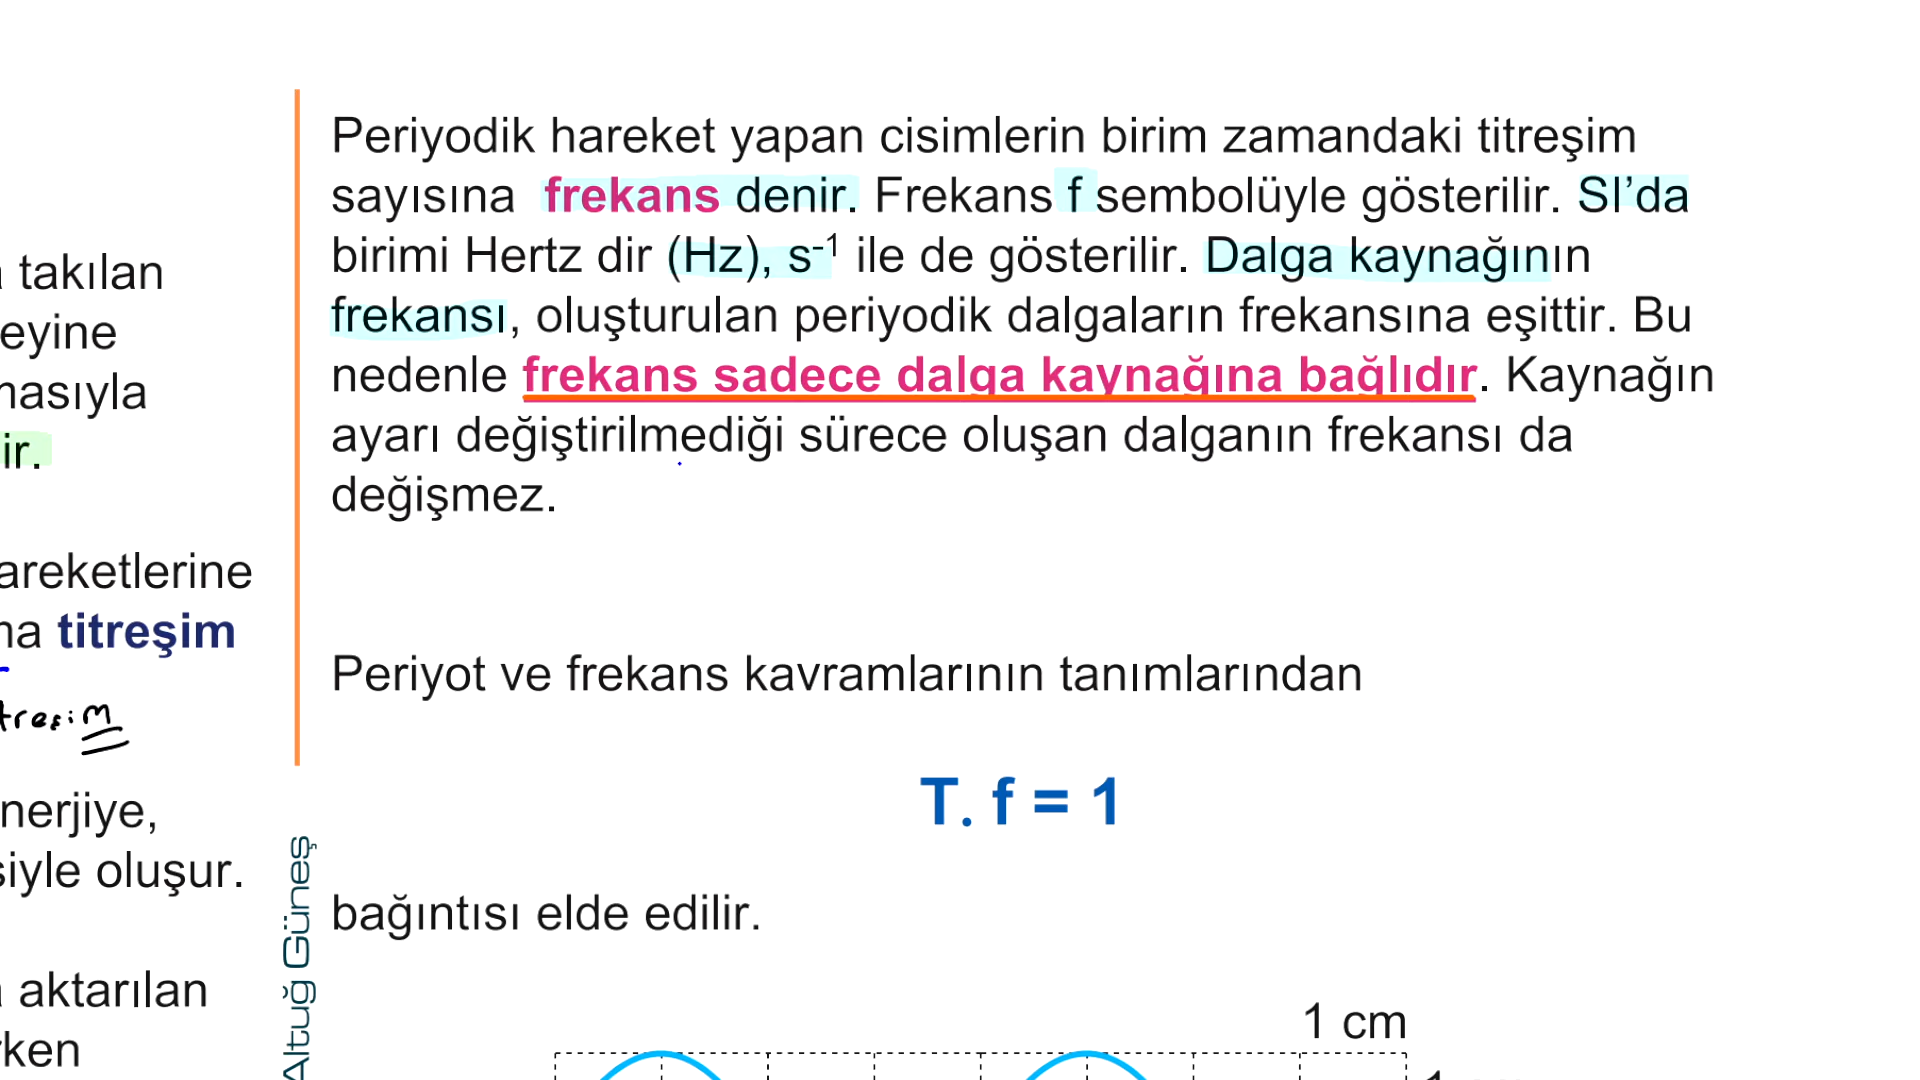 takılan
eyine
masıyla
ir.
areketlerine
na titreşim
treşim
nerjiye,
siyle oluşur.
aktarılan
rken
Altuğ Güneş
Periyodik hareket yapan cisimlerin birim zamandaki titreşim
sayısına frekans denir. Frekans f sembolüyle gösterilir. SI’da
birimi Hertz dir (Hz), s⁻¹ ile de gösterilir. Dalga kaynağının
frekansı, oluşturulan periyodik dalgaların frekansına eşittir. Bu
nedenle frekans sadece dalga kaynağına bağlıdır. Kaynağın
ayarı değiştirilmediği sürece oluşan dalganın frekansı da
değişmez.
Periyot ve frekans kavramlarının tanımlarından
T. f = 1
bağıntısı elde edilir.
1 cm